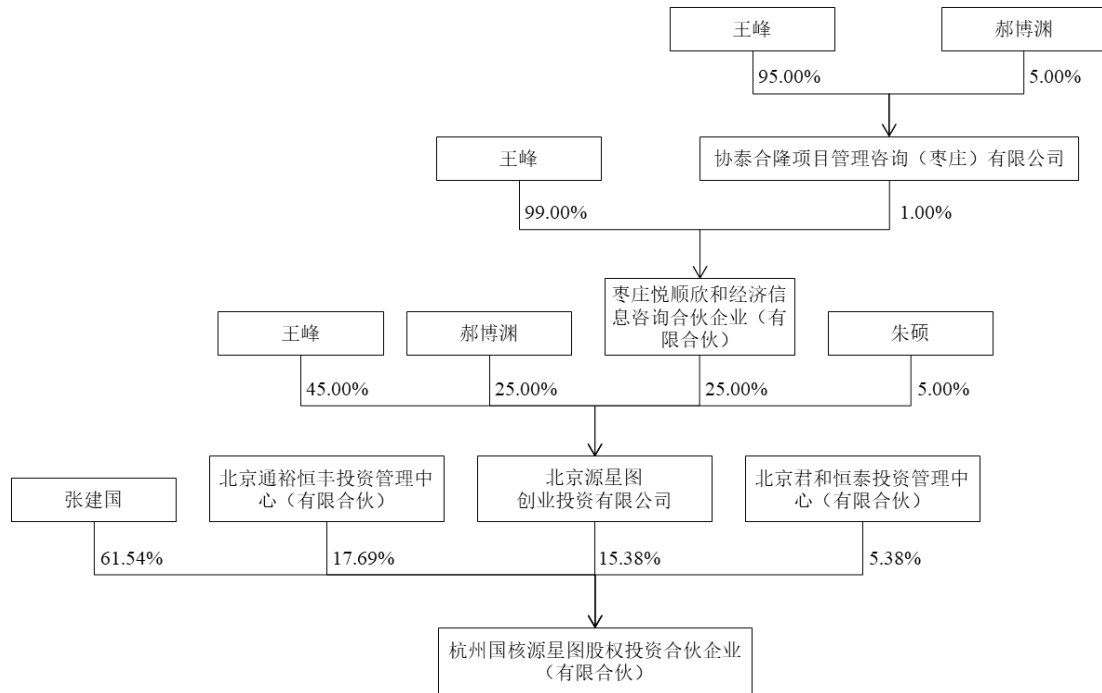 王峰
郝博渊
95.00%
5.00%
王峰
协泰合隆项目管理咨询（枣庄）有限公司
99.00%
1.00%
王峰
郝博渊
枣庄悦顺欣和经济信
息咨询合伙企业（有
限合伙）
朱硕
45.00%
25.00%
25.00%
5.00%
张建国
北京通裕恒丰投资管理中
心（有限合伙）
北京源星图
创业投资有限公司
北京君和恒泰投资管理中
心（有限合伙）
61.54%
17.69%
15.38%
5.38%
杭州国核源星图股权投资合伙企业
（有限合伙）